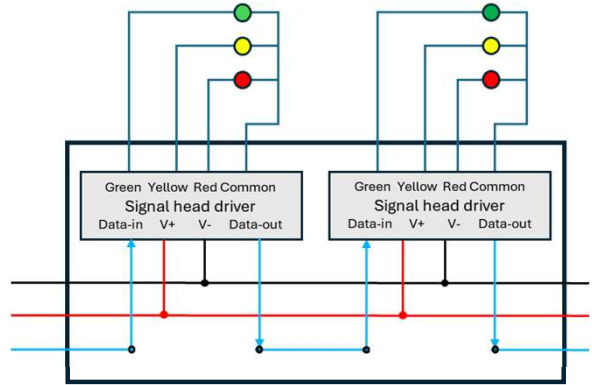 Green Yellow Red Common
Signal head driver
Data-in V+ V- Data-out
Green Yellow Red Common
Signal head driver
Data-in V+ V- Data-out